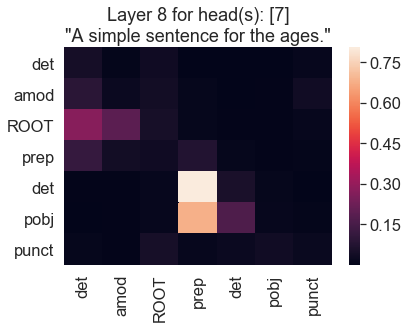 Layer 8 for head(s): [7]
"A simple sentence for the ages."
det
amod
ROOT
prep
det
pobj
punct
det
amod
ROOT
prep
det
pobj
punct
0.75
0.60
0.45
0.30
0.15